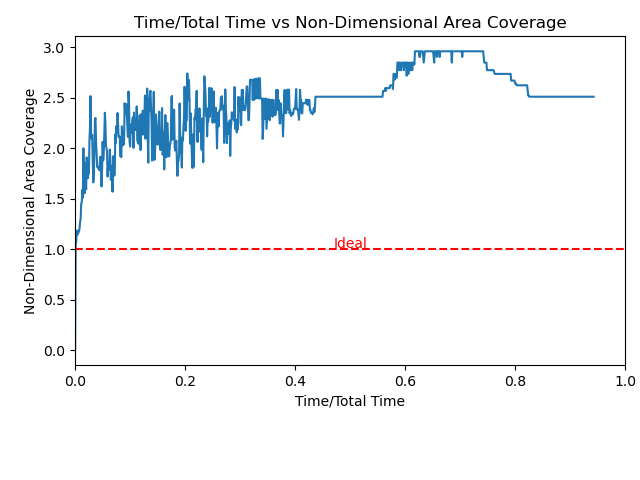 Time/Total Time vs Non-Dimensional Area Coverage
3.0
2.5
2.0
1.5
1.0
0.5
0.0
Non-Dimensional Area Coverage
Ideal
0.0 0.2 0.4 0.6 0.8 1.0
Time/Total Time